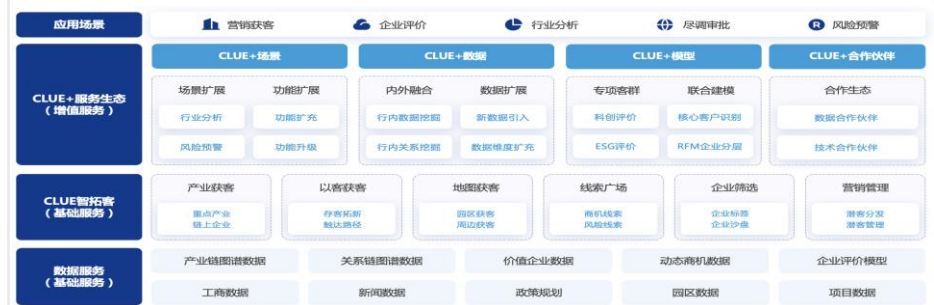 应用场景
营销获客
企业评价
行业分析
尽调审批
风险预警
CLUE+服务生态
（增值服务）
CLUE+场景
CLUE+数据
CLUE+模型
CLUE+合作伙伴
场景扩展
功能扩展
内外融合
数据扩展
专项客群
联合建模
合作生态
行业分析
功能扩充
行内数据挖掘
新数据引入
科创评价
核心客户识别
数据合作伙伴
风险预警
功能升级
行内关系挖掘
数据维度扩充
ESG评价
RFM企业分层
技术合作伙伴
CLUE智拓客
（基础服务）
产业获客
以客获客
地图获客
线索广场
企业筛选
营销管理
重点产业
链上企业
存客拓新
触达路径
园区获客
周边获客
商机线索
风险线索
企业标签
企业沙盘
潜客分发
潜客管理
数据服务
（基础服务）
产业链图谱数据
关系链图谱数据
价值企业数据
动态商机数据
企业评价模型
工商数据
新闻数据
政策规划
园区数据
项目数据